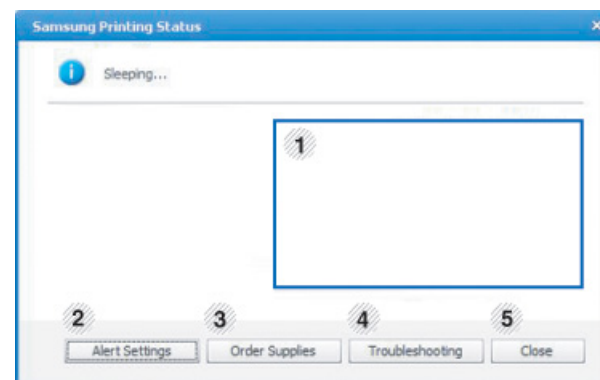 Samsung Printing Status
Sleeping...
1
2 3 4 5
Alert Settings Order Supplies Troubleshooting Close